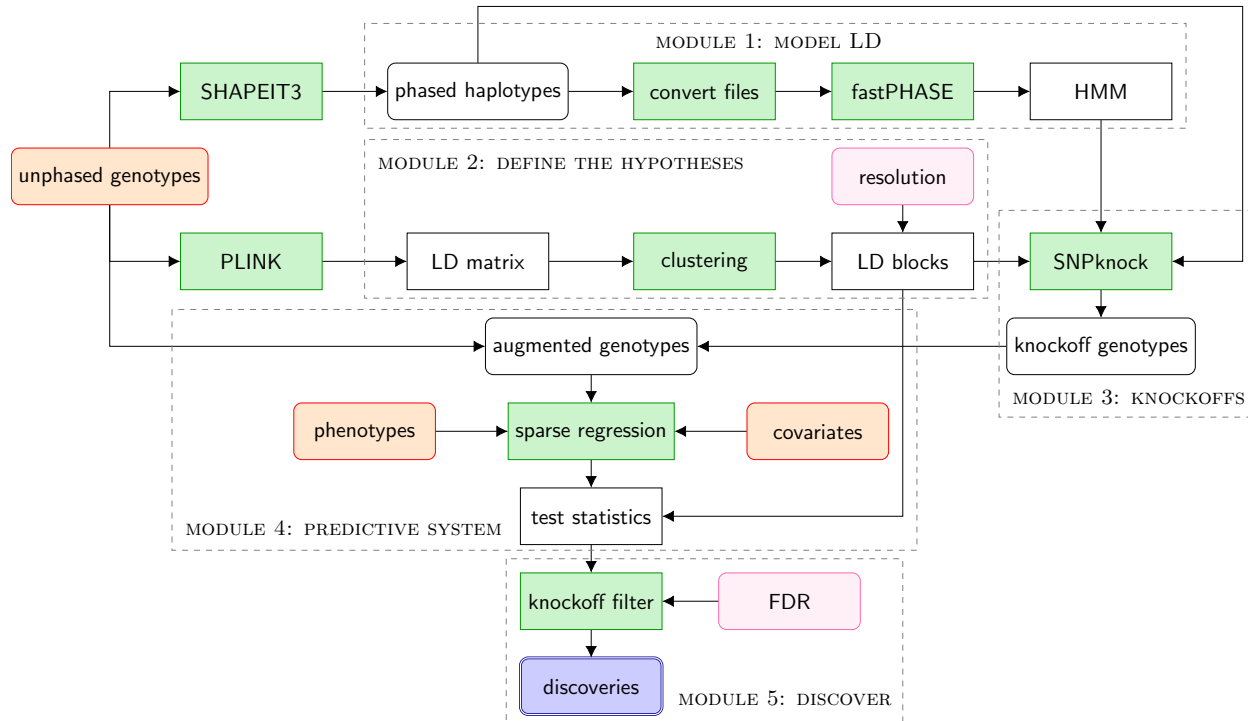 MODULE 1: MODEL LD
SHAPEIT3
phased haplotypes
convert files
fastPHASE
HMM
MODULE 2: DEFINE THE HYPOTHESES
unphased genotypes
resolution
PLINK
LD matrix
clustering
LD blocks
SNPknock
augmented genotypes
knockoff genotypes
MODULE 3: KNOCKOFFS
phenotypes
sparse regression
covariates
MODULE 4: PREDICTIVE SYSTEM
test statistics
knockoff filter
FDR
discoveries
MODULE 5: DISCOVER